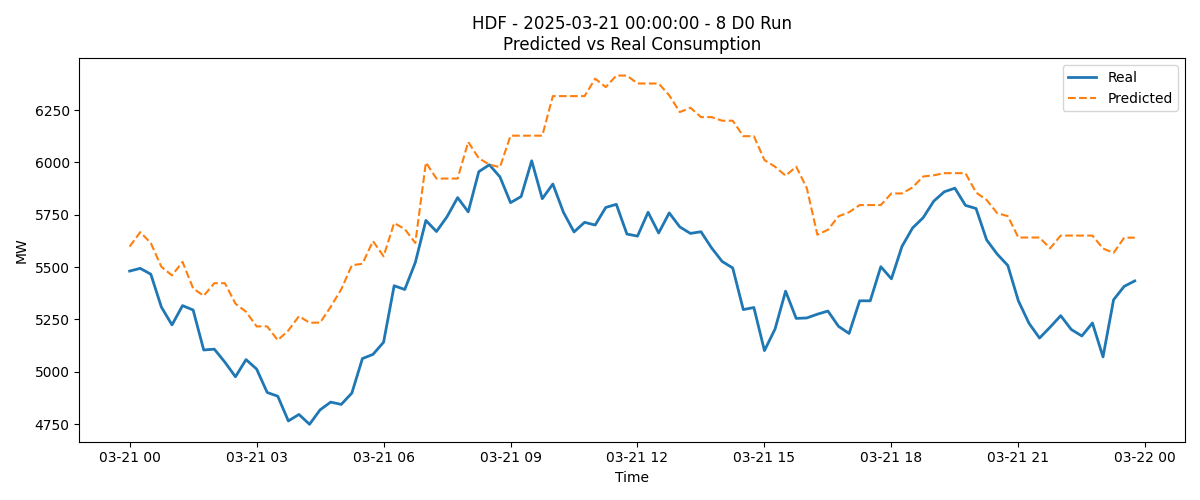 HDF - 2025-03-21 00:00:00 - 8 D0 Run
Predicted vs Real Consumption
Real
Predicted
MW
6250
6000
5750
5500
5250
5000
4750
03-21 00
03-21 03
03-21 06
03-21 09
03-21 12
03-21 15
03-21 18
03-21 21
03-22 00
Time